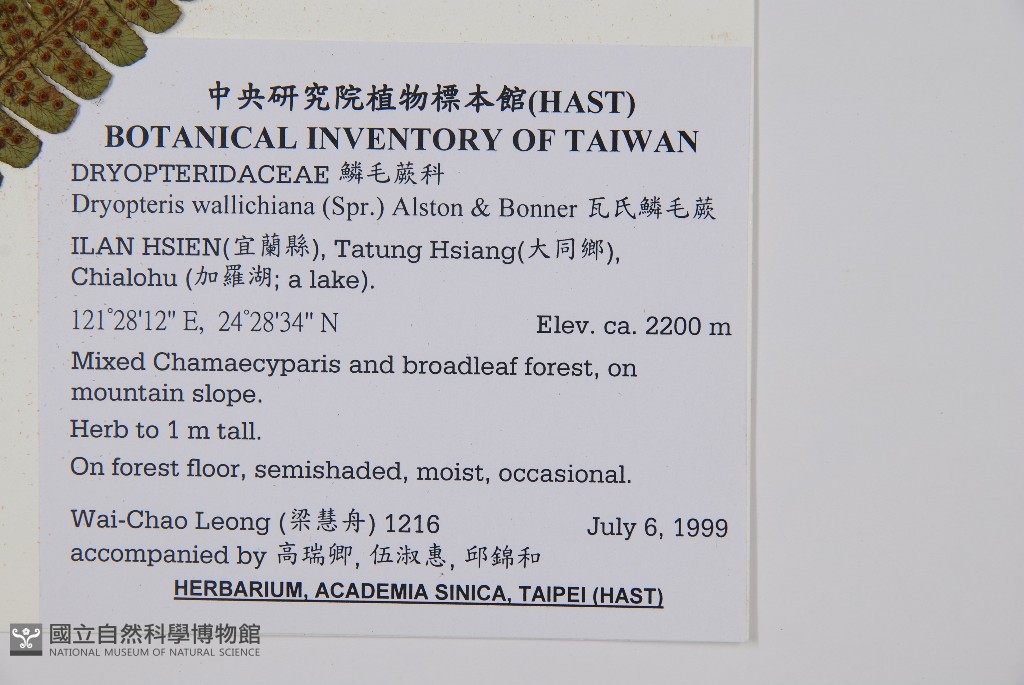 中央研究院植物標本館(HAST)
BOTANICAL INVENTORY OF TAIWAN
DRYOPTERIDACEAE 鱗毛蕨科
Dryopteris wallichiana (Spr.) Alston & Bonner 瓦氏鱗毛蕨
ILAN HSIEN(宜蘭縣), Tatung Hsiang(大同鄉),
Chialohu (加羅湖; a lake).
121°28'12" E, 24°28'34" N Elev. ca. 2200 m
Mixed Chamaecyparis and broadleaf forest, on
mountain slope.
Herb to 1 m tall.
On forest floor, semishaded, moist, occasional.
Wai-Chao Leong (梁慧舟) 1216 July 6, 1999
accompanied by 高瑞卿, 伍淑惠, 邱錦和
HERBARIUM, ACADEMIA SINICA, TAIPEI (HAST)
國立自然科學博物館
NATIONAL MUSEUM OF NATURAL SCIENCE